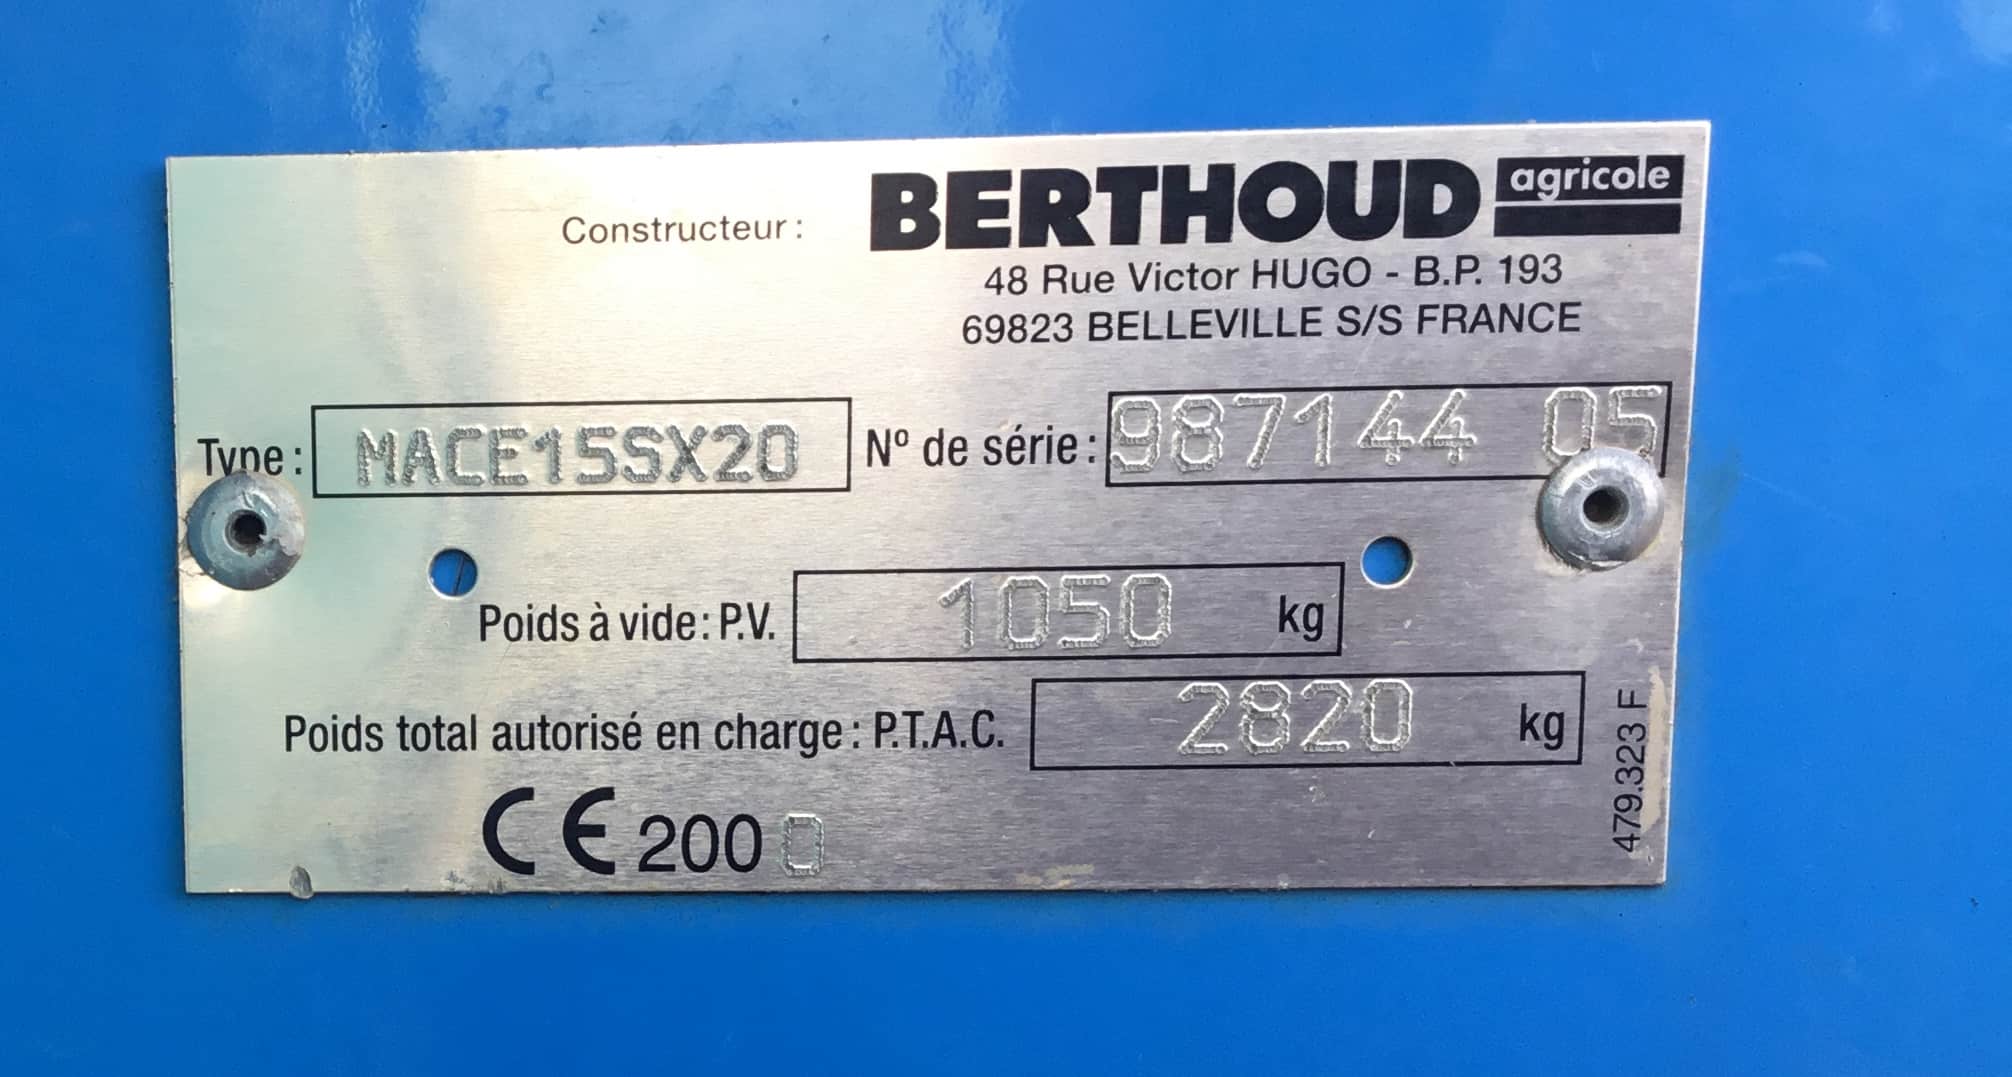 Constructeur : BERTHOUD agricole
48 Rue Victor HUGO - B.P. 193
69823 BELLEVILLE S/S FRANCE
Type : MACE15SX20 N° de série : 987144 05
Poids à vide : P.V. 1050 kg
Poids total autorisé en charge : P.T.A.C. 2820 kg
CE 2000
479.323 F